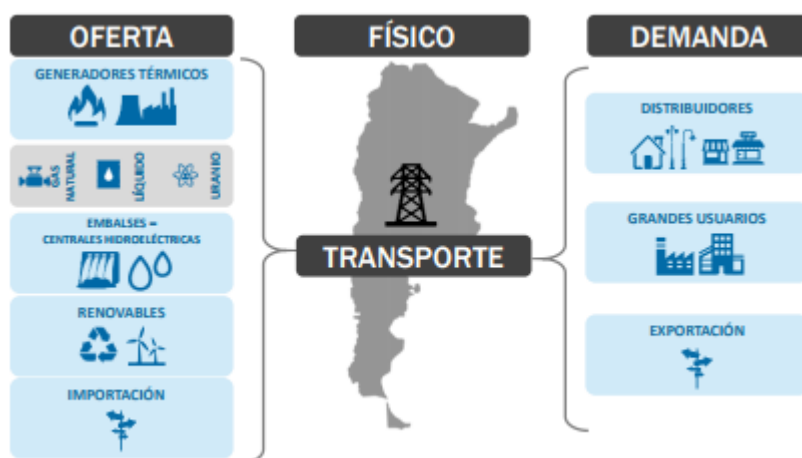 OFERTA
GENERADORES TÉRMICOS
GAS
NATURAL
LÍQUIDO
URANIO
EMBALSES –
CENTRALES HIDROELÉCTRICAS
RENOVABLES
IMPORTACIÓN
FÍSICO
TRANSPORTE
DEMANDA
DISTRIBUIDORES
GRANDES USUARIOS
EXPORTACIÓN